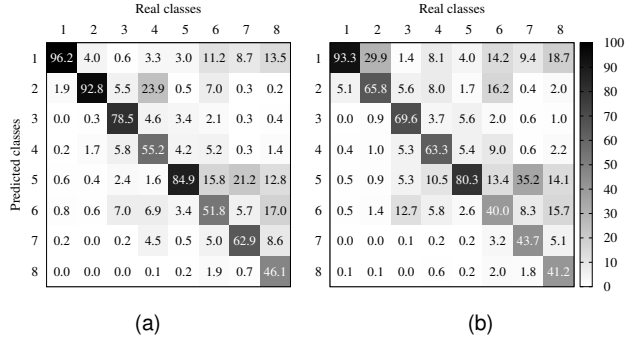 Real classes Real classes
1 2 3 4 5 6 7 8 1 2 3 4 5 6 7 8
Predicted classes
1 96.2 4.0 0.6 3.3 3.0 11.2 8.7 13.5 1 93.3 29.9 1.4 8.1 4.0 14.2 9.4 18.7 100
2 1.9 92.8 5.5 23.9 0.5 7.0 0.3 0.2 2 5.1 65.8 5.6 8.0 1.7 16.2 0.4 2.0 90
80
3 0.0 0.3 78.5 4.6 3.4 2.1 0.3 0.4 3 0.0 0.9 69.6 3.7 5.6 2.0 0.6 1.0 70
4 0.2 1.7 5.8 55.2 4.2 5.2 0.3 1.4 4 0.4 1.0 5.3 63.3 5.4 9.0 0.6 2.2 60
50
5 0.6 0.4 2.4 1.6 84.9 15.8 21.2 12.8 5 0.5 0.9 5.3 10.5 80.3 13.4 35.2 14.1 40
6 0.8 0.6 7.0 6.9 3.4 51.8 5.7 17.0 6 0.5 1.4 12.7 5.8 2.6 40.0 8.3 15.7 30
20
7 0.2 0.0 0.2 4.5 0.5 5.0 62.9 8.6 7 0.0 0.0 0.1 0.2 0.2 3.2 43.7 5.1 10
8 0.0 0.0 0.0 0.1 0.2 1.9 0.7 46.1 8 0.1 0.1 0.0 0.6 0.2 2.0 1.8 41.2 0
(a) (b)